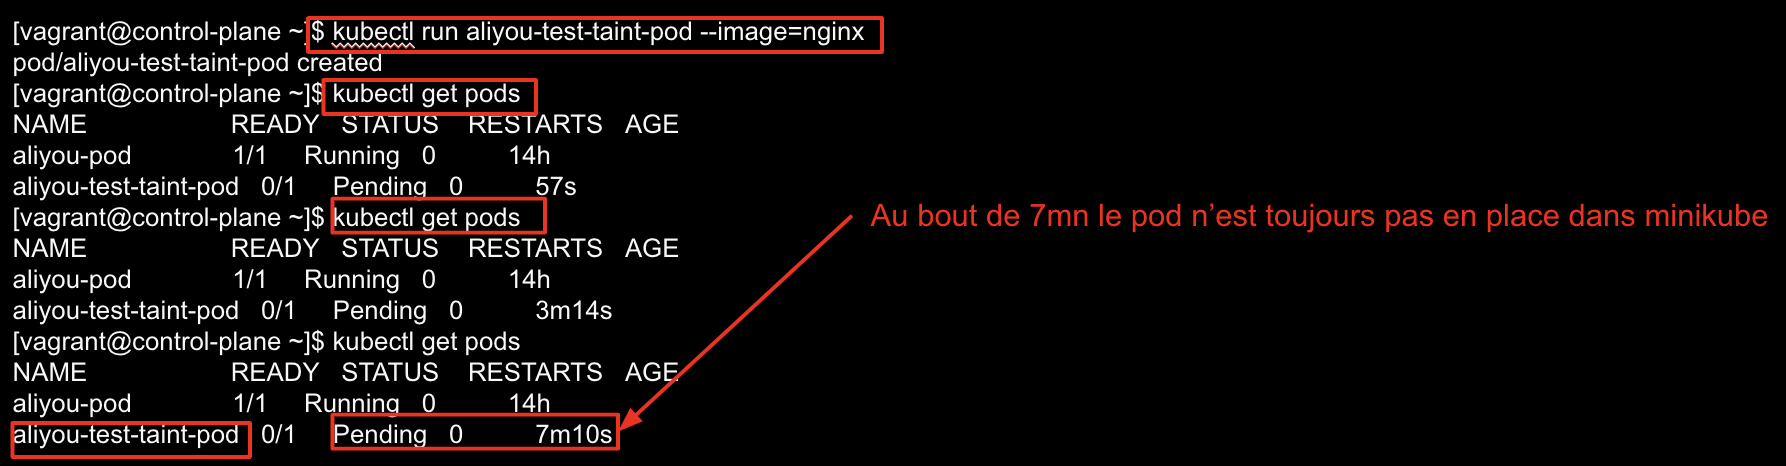 [vagrant@control-plane ~]$ kubectl run aliyou-test-taint-pod --image=nginx
pod/aliyou-test-taint-pod created
[vagrant@control-plane ~]$ kubectl get pods
NAME READY STATUS RESTARTS AGE
aliyou-pod 1/1 Running 0 14h
aliyou-test-taint-pod 0/1 Pending 0 57s
[vagrant@control-plane ~]$ kubectl get pods
Au bout de 7mn le pod n’est toujours pas en place dans minikube
NAME READY STATUS RESTARTS AGE
aliyou-pod 1/1 Running 0 14h
aliyou-test-taint-pod 0/1 Pending 0 3m14s
[vagrant@control-plane ~]$ kubectl get pods
NAME READY STATUS RESTARTS AGE
aliyou-pod 1/1 Running 0 14h
aliyou-test-taint-pod 0/1 Pending 0 7m10s